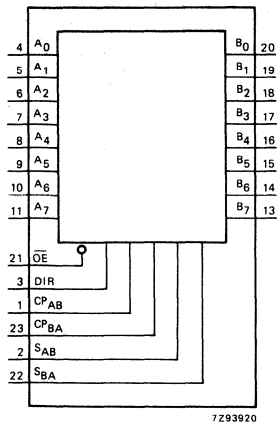 4 A0 B0 20
5 A1 B1 19
6 A2 B2 18
7 A3 B3 17
8 A4 B4 16
9 A5 B5 15
10 A6 B6 14
11 A7 B7 13
21 O̅E̅
3 DIR
1 CPAB
23 CPBA
2 SAB
22 SBA
7Z93920